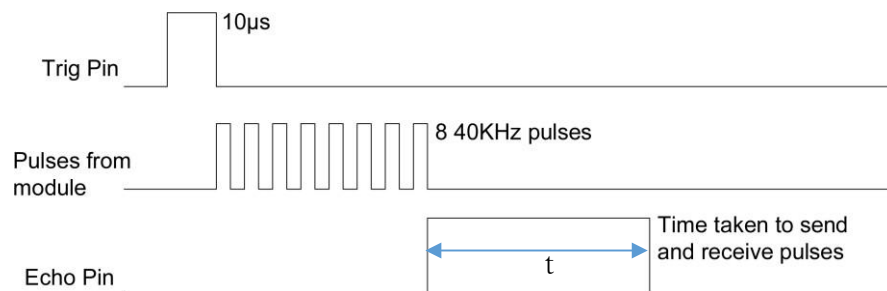 10µs
Trig Pin
8 40KHz pulses
Pulses from
module
Time taken to send
and receive pulses
t
Echo Pin